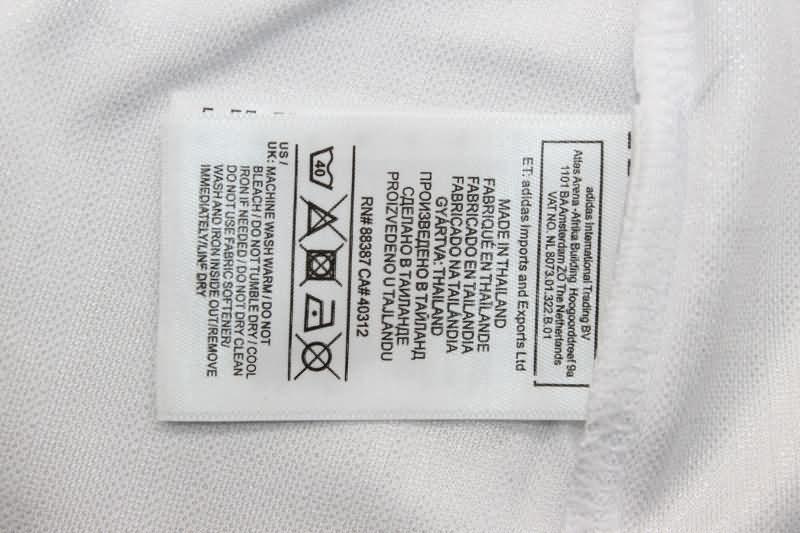 adidas International Trading BV
Atlas Arena -Afrika Building Hoogoorddreef 9a
1101 BA Amsterdam ZO The Netherlands
VAT NO. NL 8073.01.322 B 01
ET: adidas Imports and Exports Ltd
MADE IN THAILAND
FABRIQUÉ EN THAÏLANDE
FABRICADO EN TAILANDIA
FABRICADO NA TAILÂNDIA
GYÁRTVA: THAILAND
ПРОИЗВЕДЕНО В ТАЙЛАНД
СДЕЛАНО В ТАИЛАНДЕ
PROIZVEDENO U TAJLANDU
RN# 88387 CA# 40312
40
US /
UK: MACHINE WASH WARM / DO NOT
BLEACH / DO NOT TUMBLE DRY / COOL
IRON IF NEEDED / DO NOT DRY CLEAN
DO NOT USE FABRIC SOFTENER/
WASH AND IRON INSIDE OUT/REMOVE
IMMEDIATELY/LINE DRY